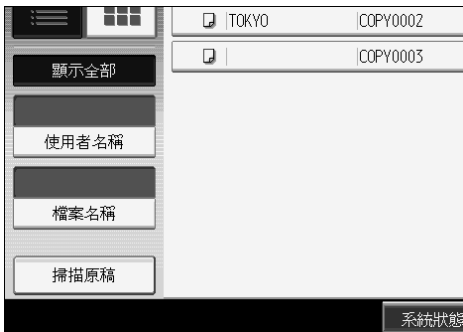 TOKYO COPY0002
COPY0003
顯示全部
使用者名稱
檔案名稱
掃描原稿
系統狀態